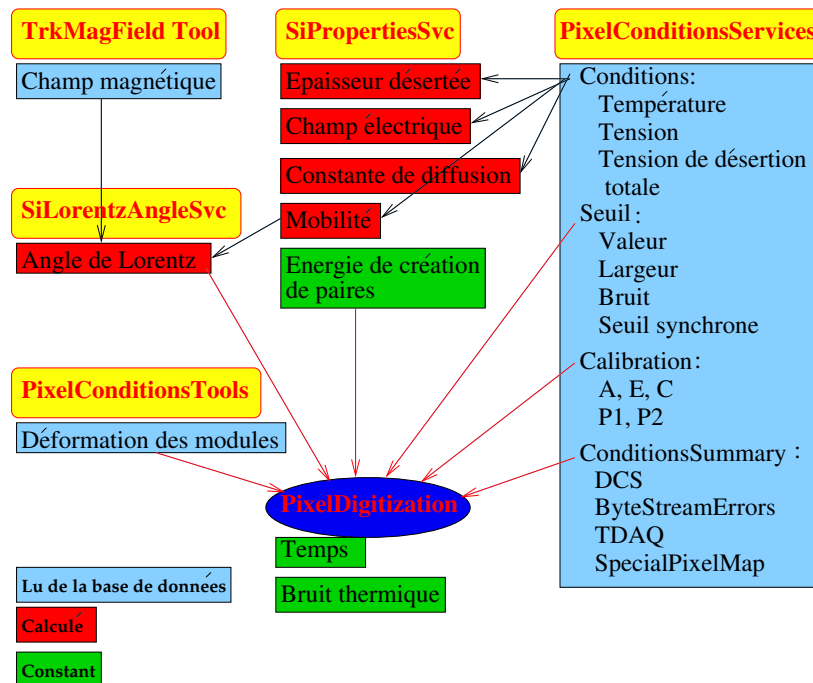 TrkMagField Tool
Champ magnétique
SiLorentzAngleSvc
Angle de Lorentz
PixelConditionsTools
Déformation des modules
SiPropertiesSvc
Epaisseur désertée
Champ électrique
Constante de diffusion
Mobilité
Energie de création
de paires
PixelConditionsServices
Conditions:
Température
Tension
Tension de désertion
totale
Seuil :
Valeur
Largeur
Bruit
Seuil synchrone
Calibration:
A, E, C
P1, P2
ConditionsSummary :
DCS
ByteStreamErrors
TDAQ
SpecialPixelMap
PixelDigitization
Temps
Bruit thermique
Lu de la base de données
Calculé
Constant